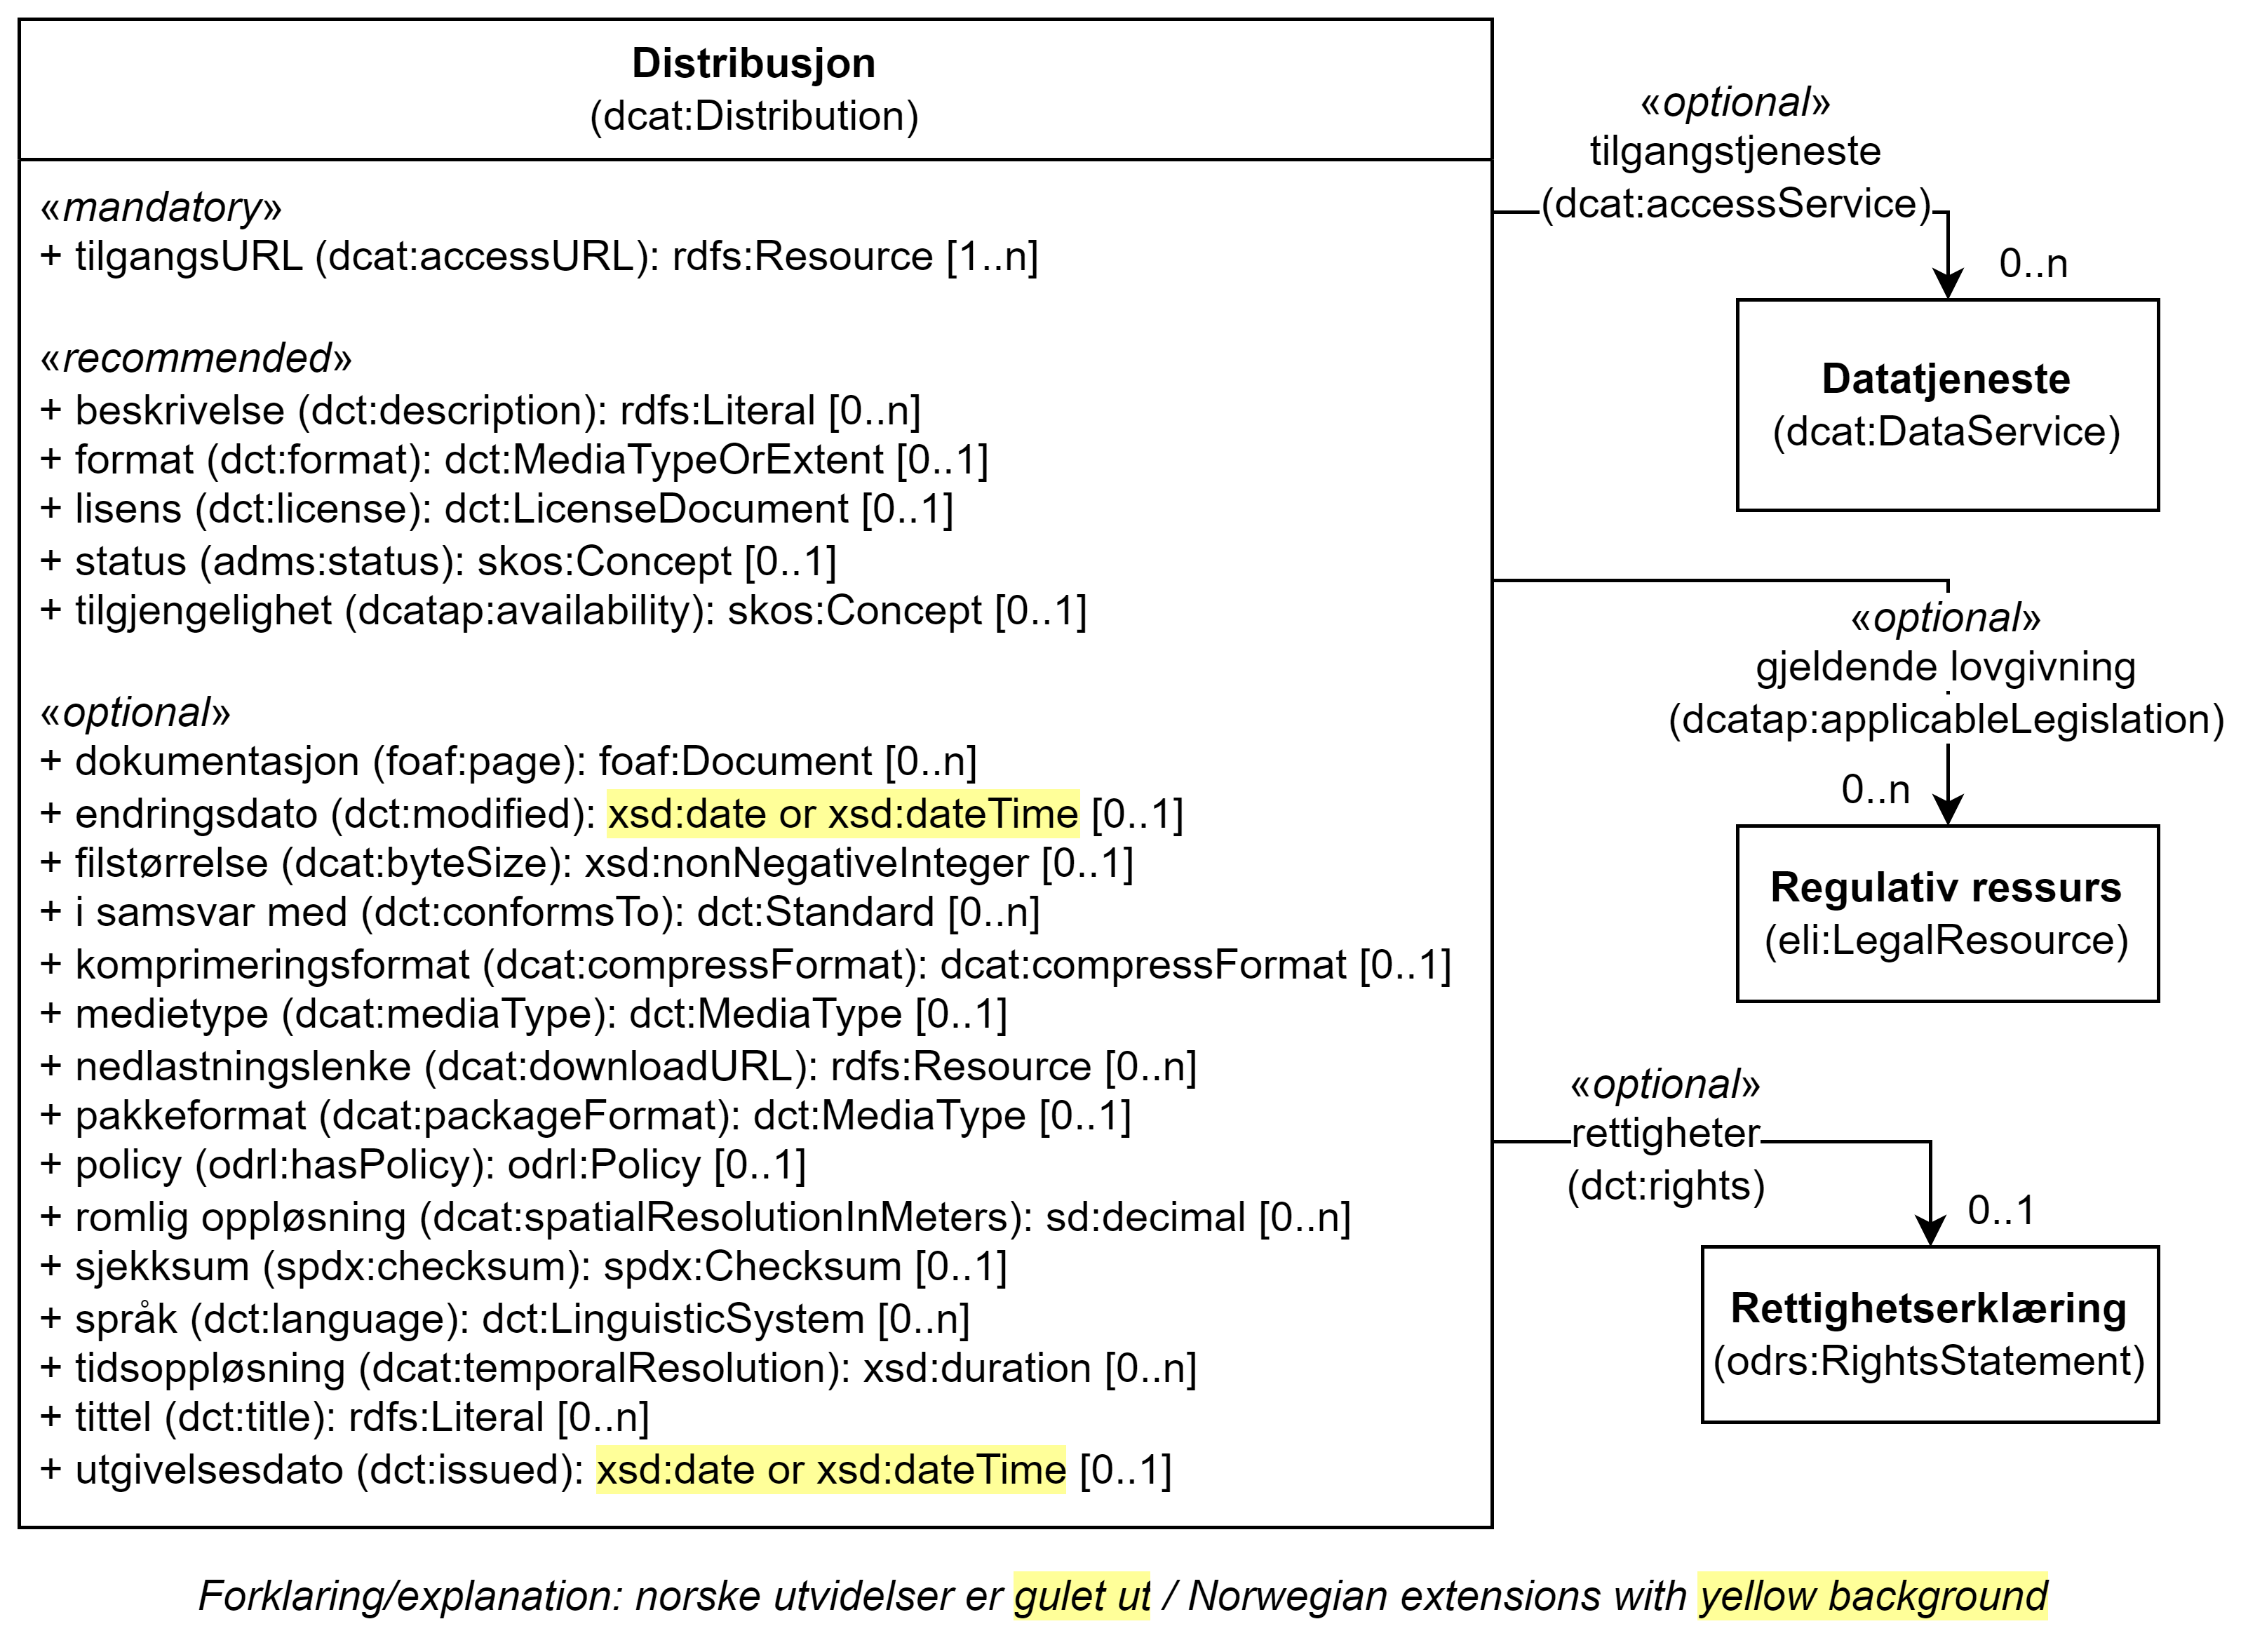 Distribusjon
(dcat:Distribution)
«mandatory»
+ tilgangsURL (dcat:accessURL): rdfs:Resource [1..n]
«recommended»
+ beskrivelse (dct:description): rdfs:Literal [0..n]
+ format (dct:format): dct:MediaTypeOrExtent [0..1]
+ lisens (dct:license): dct:LicenseDocument [0..1]
+ status (adms:status): skos:Concept [0..1]
+ tilgjengelighet (dcatap:availability): skos:Concept [0..1]
«optional»
+ dokumentasjon (foaf:page): foaf:Document [0..n]
+ endringsdato (dct:modified): xsd:date or xsd:dateTime [0..1]
+ filstørrelse (dcat:byteSize): xsd:nonNegativeInteger [0..1]
+ i samsvar med (dct:conformsTo): dct:Standard [0..n]
+ komprimeringsformat (dcat:compressFormat): dcat:compressFormat [0..1]
+ medietype (dcat:mediaType): dct:MediaType [0..1]
+ nedlastningslenke (dcat:downloadURL): rdfs:Resource [0..n]
+ pakkeformat (dcat:packageFormat): dct:MediaType [0..1]
+ policy (odrl:hasPolicy): odrl:Policy [0..1]
+ romlig oppløsning (dcat:spatialResolutionInMeters): sd:decimal [0..n]
+ sjekksum (spdx:checksum): spdx:Checksum [0..1]
+ språk (dct:language): dct:LinguisticSystem [0..n]
+ tidsoppløsning (dcat:temporalResolution): xsd:duration [0..n]
+ tittel (dct:title): rdfs:Literal [0..n]
+ utgivelsesdato (dct:issued): xsd:date or xsd:dateTime [0..1]
«optional»
tilgangstjeneste
(dcat:accessService)
0..n
Datatjeneste
(dcat:DataService)
«optional»
gjeldende lovgivning
(dcatap:applicableLegislation)
0..n
Regulativ ressurs
(eli:LegalResource)
«optional»
rettigheter
(dct:rights)
0..1
Rettighetserklæring
(odrs:RightsStatement)
Forklaring/explanation: norske utvidelser er gulet ut / Norwegian extensions with yellow background